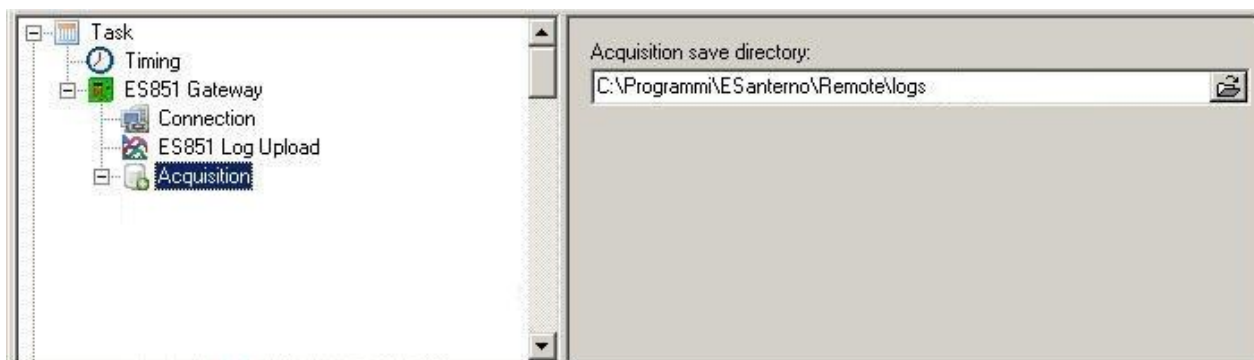 Task
Timing
ES851 Gateway
Connection
ES851 Log Upload
Acquisition
Acquisition save directory:
C:\Programmi\ESanterno\Remote\logs